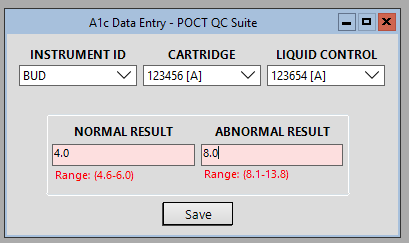 A1c Data Entry - POCT QC Suite
INSTRUMENT ID CARTRIDGE LIQUID CONTROL
BUD 123456 [A] 123654 [A]
NORMAL RESULT ABNORMAL RESULT
4.0 8.0
Range: (4.6-6.0) Range: (8.1-13.8)
Save